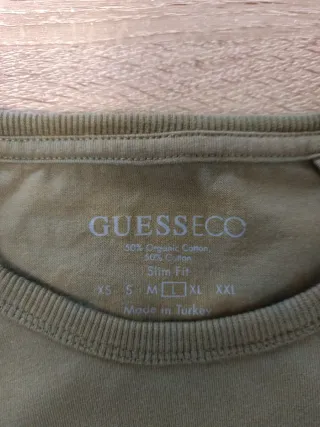 GUESSECO
50% Organic Cotton,
50% Cotton
Slim Fit
XS S M L XL XXL
Made in Turkey